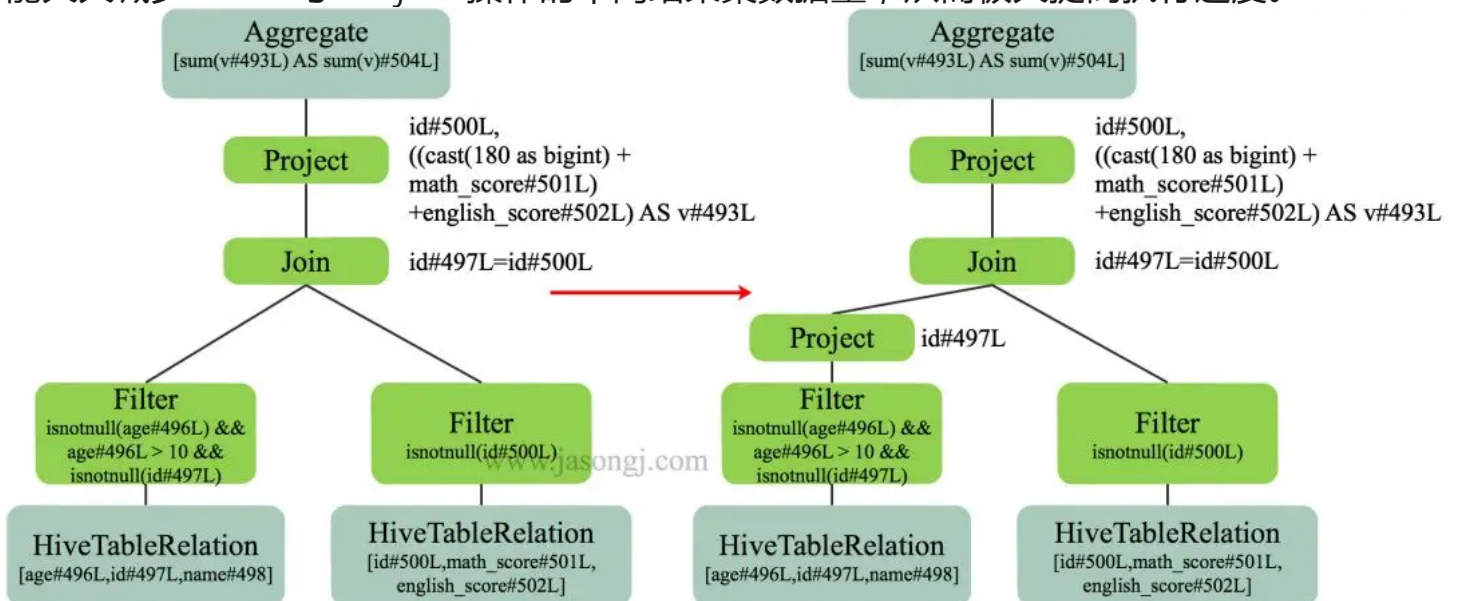 Aggregate
[sum(v#493L) AS sum(v)#504L]
Project
id#500L,
((cast(180 as bigint) +
math_score#501L)
+english_score#502L) AS v#493L
Join
id#497L=id#500L
Filter
isnotnull(age#496L) &&
age#496L > 10 &&
isnotnull(id#497L)
Filter
isnotnull(id#500L)
HiveTableRelation
[age#496L,id#497L,name#498]
HiveTableRelation
[id#500L,math_score#501L,
english_score#502L]
Aggregate
[sum(v#493L) AS sum(v)#504L]
Project
id#500L,
((cast(180 as bigint) +
math_score#501L)
+english_score#502L) AS v#493L
Join
id#497L=id#500L
Project
id#497L
Filter
isnotnull(age#496L) &&
age#496L > 10 &&
isnotnull(id#497L)
Filter
isnotnull(id#500L)
HiveTableRelation
[age#496L,id#497L,name#498]
HiveTableRelation
[id#500L,math_score#501L,
english_score#502L]
www.jasongj.com